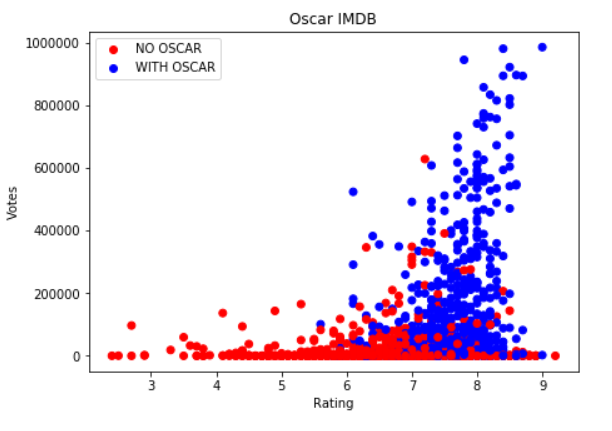 Oscar IMDB
NO OSCAR
WITH OSCAR
1000000
800000
600000
400000
200000
0
Votes
3 4 5 6 7 8 9
Rating